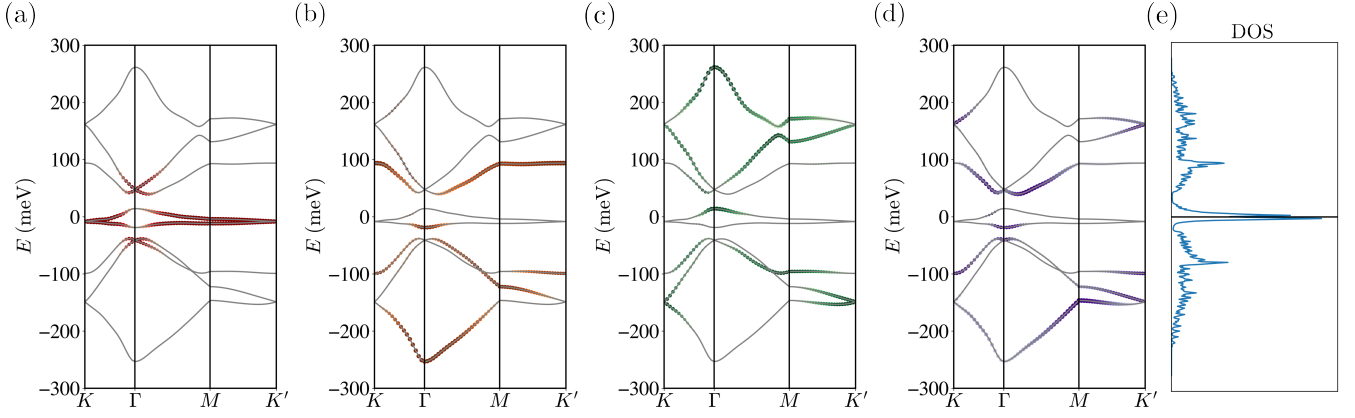 (a) (b) (c) (d) (e)
DOS
300 300 300 300
200 200 200 200
100 100 100 100
0 0 0 0
−100 −100 −100 −100
−200 −200 −200 −200
−300 −300 −300 −300
E (meV) E (meV) E (meV) E (meV)
K Γ M K′ K Γ M K′ K Γ M K′ K Γ M K′